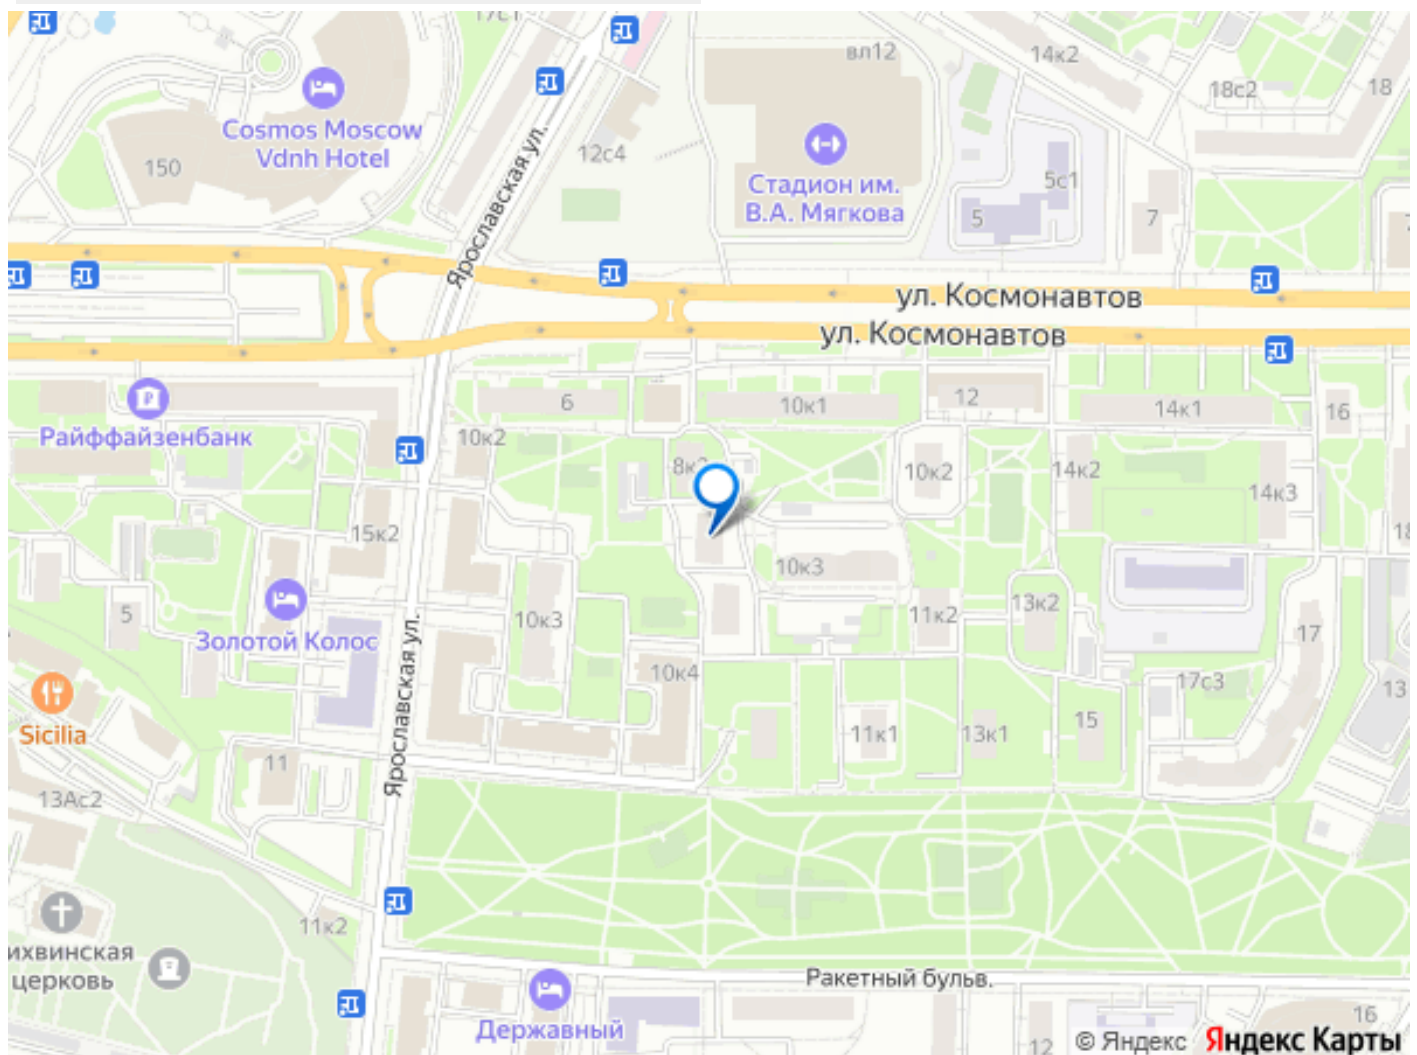 17с1
вл12
14к2
18с2
18
Cosmos Moscow
Vdnh Hotel
150
12с4
Ярославская ул.
Стадион им.
В.А. Мягкова
5с1
5
7
ул. Космонавтов
ул. Космонавтов
Райффайзенбанк
6
10к1
12
14к1
16
10к2
10к2
14к2
14к3
15к2
10к3
5
Золотой Колос
10к3
11к2
13к2
17
Ярославская ул.
10к4
17с3
13
Sicilia
11
11к1
13к1
15
13Ас2
11к2
ихвинская
церковь
Ракетный бульв.
Державный
12
16
© Яндекс Яндекс Карты